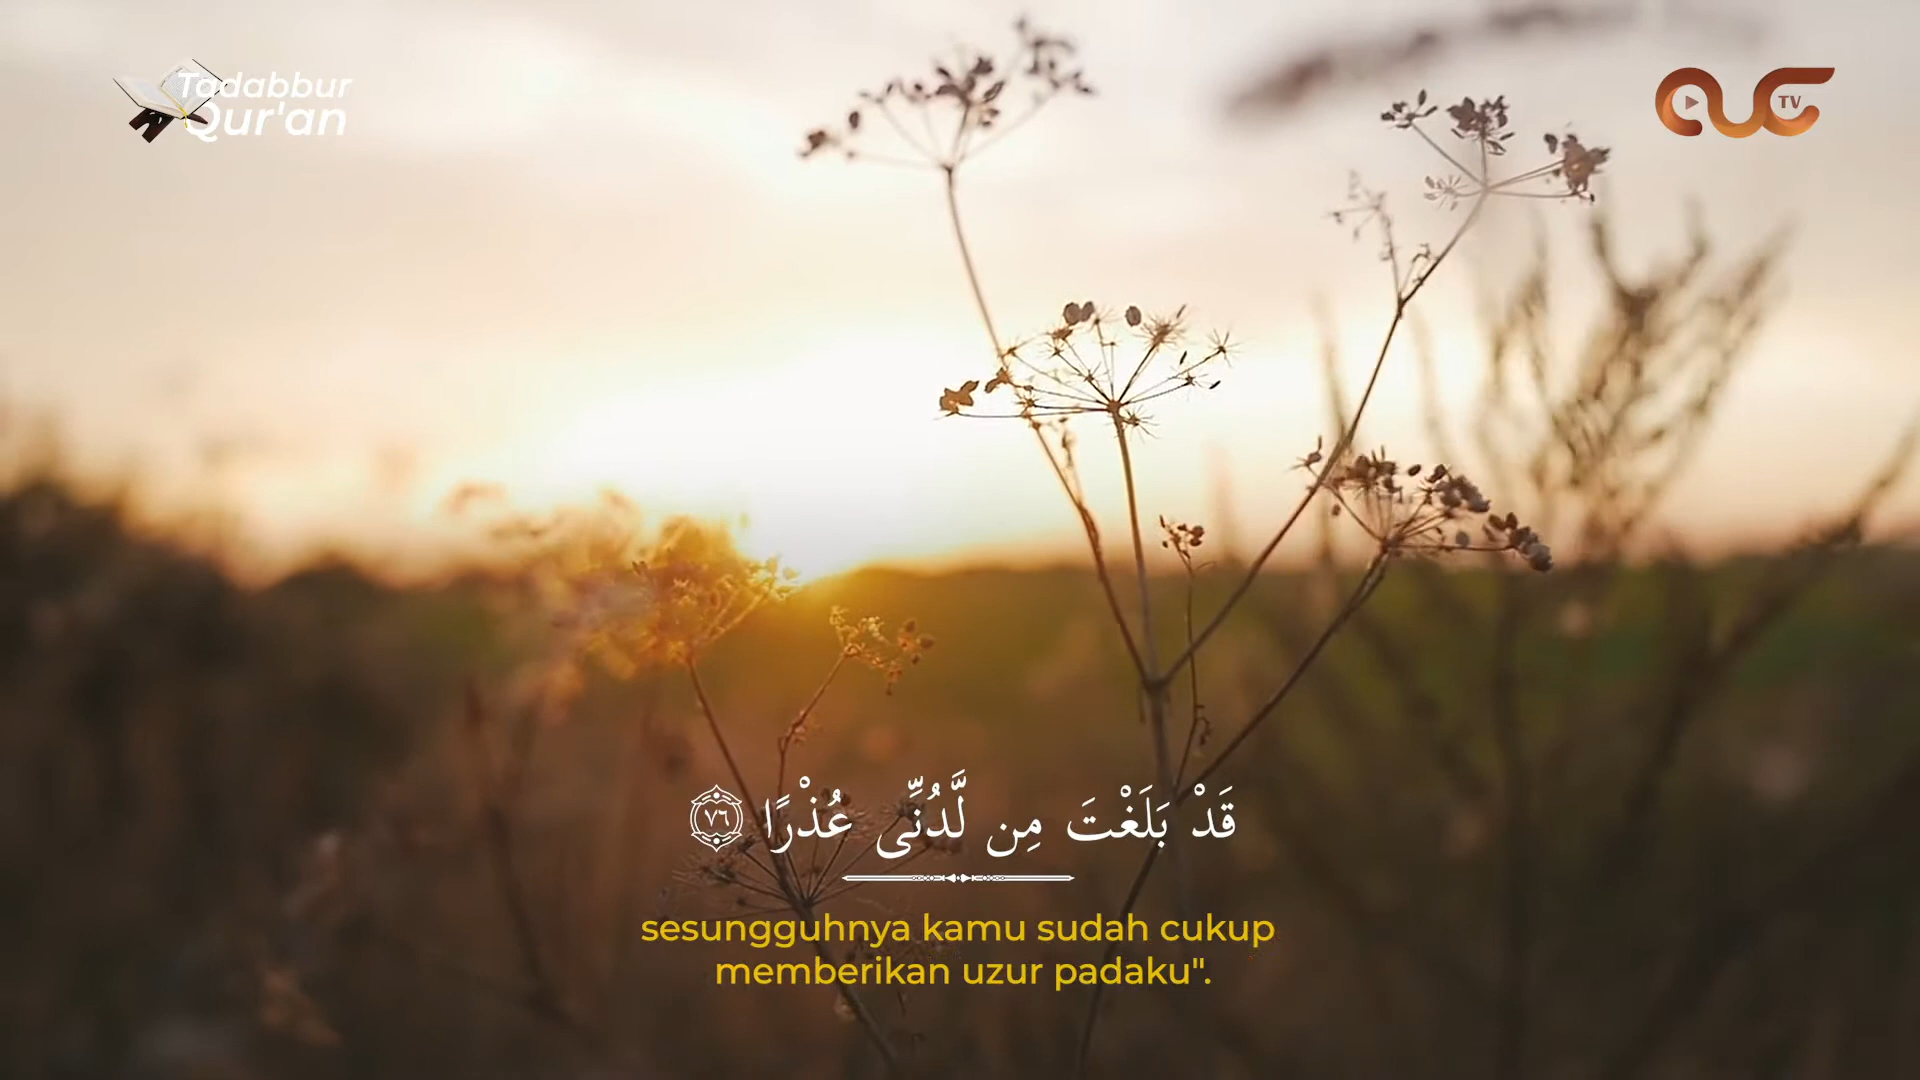 Tadabbur
Qur'an
TV
قَدْ بَلَغْتَ مِن لَّدُنِّى عُذْرًا ٧٦
sesungguhnya kamu sudah cukup
memberikan uzur padaku".